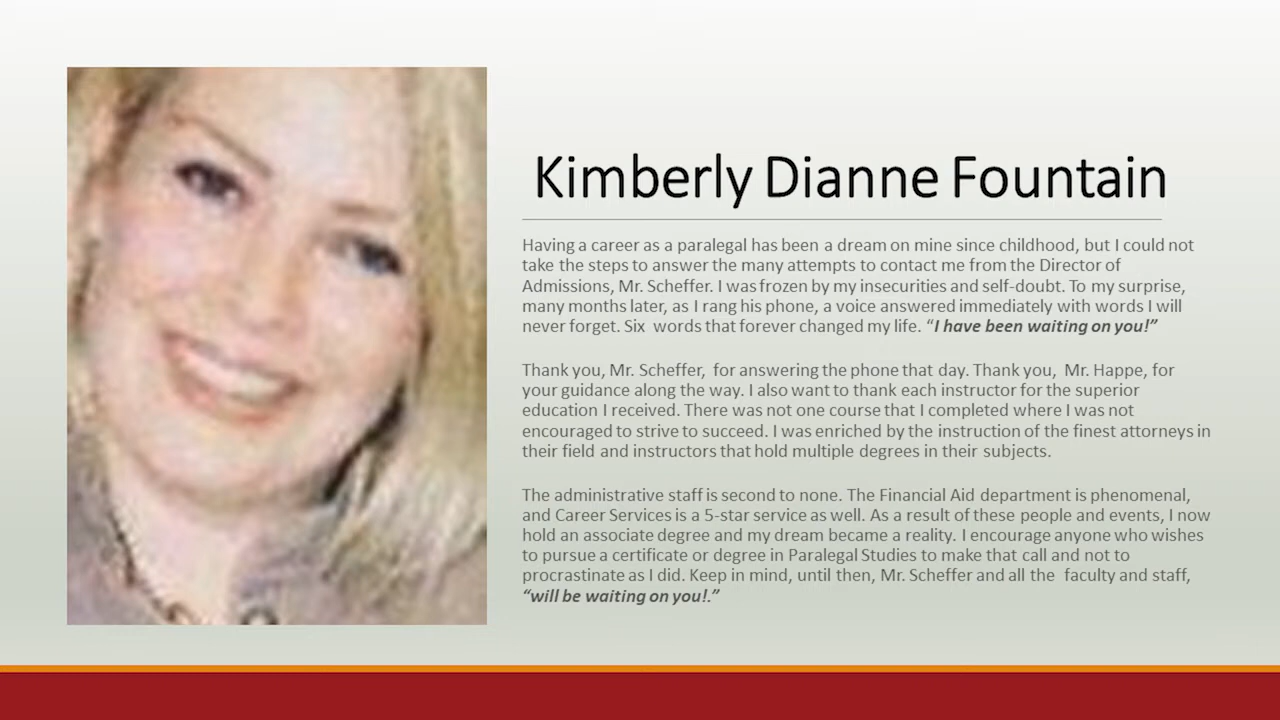 Kimberly Dianne Fountain
Having a career as a paralegal has been a dream on mine since childhood, but I could not
take the steps to answer the many attempts to contact me from the Director of
Admissions, Mr. Scheffer. I was frozen by my insecurities and self-doubt. To my surprise,
many months later, as I rang his phone, a voice answered immediately with words I will
never forget. Six words that forever changed my life. “I have been waiting on you!”
Thank you, Mr. Scheffer, for answering the phone that day. Thank you, Mr. Happe, for
your guidance along the way. I also want to thank each instructor for the superior
education I received. There was not one course that I completed where I was not
encouraged to strive to succeed. I was enriched by the instruction of the finest attorneys in
their field and instructors that hold multiple degrees in their subjects.
The administrative staff is second to none. The Financial Aid department is phenomenal,
and Career Services is a 5-star service as well. As a result of these people and events, I now
hold an associate degree and my dream became a reality. I encourage anyone who wishes
to pursue a certificate or degree in Paralegal Studies to make that call and not to
procrastinate as I did. Keep in mind, until then, Mr. Scheffer and all the faculty and staff,
“will be waiting on you!.”